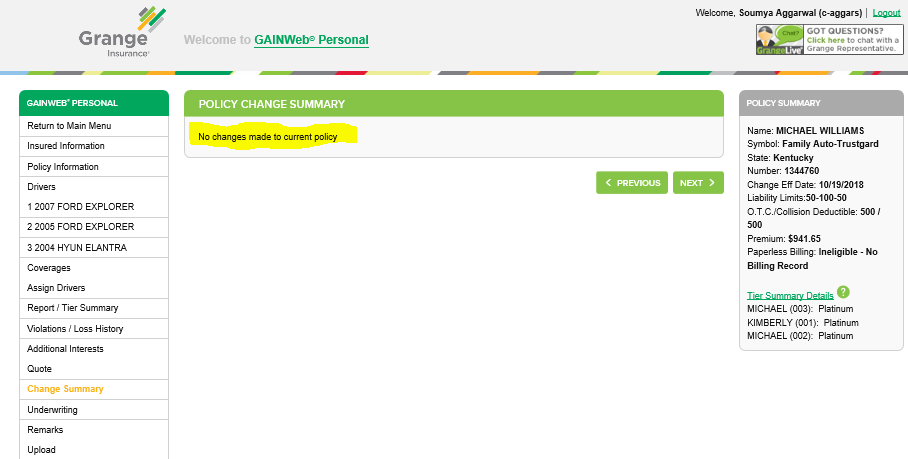 Welcome, Soumya Aggarwal (c-aggars) | Logout
Grange
Insurance®
Welcome to GAINWeb® Personal
Chat?
GrangeLive®
GOT QUESTIONS?
Click here to chat with a
Grange Representative.
GAINWEB® PERSONAL
Return to Main Menu
Insured Information
Policy Information
Drivers
1 2007 FORD EXPLORER
2 2005 FORD EXPLORER
3 2004 HYUN ELANTRA
Coverages
Assign Drivers
Report / Tier Summary
Violations / Loss History
Additional Interests
Quote
Change Summary
Underwriting
Remarks
Upload
POLICY CHANGE SUMMARY
No changes made to current policy
< PREVIOUS
NEXT >
POLICY SUMMARY
Name: MICHAEL WILLIAMS
Symbol: Family Auto-Trustgard
State: Kentucky
Number: 1344760
Change Eff Date: 10/19/2018
Liability Limits:50-100-50
O.T.C./Collision Deductible: 500 /
500
Premium: $941.65
Paperless Billing: Ineligible - No
Billing Record
Tier Summary Details ?
MICHAEL (003): Platinum
KIMBERLY (001): Platinum
MICHAEL (002): Platinum